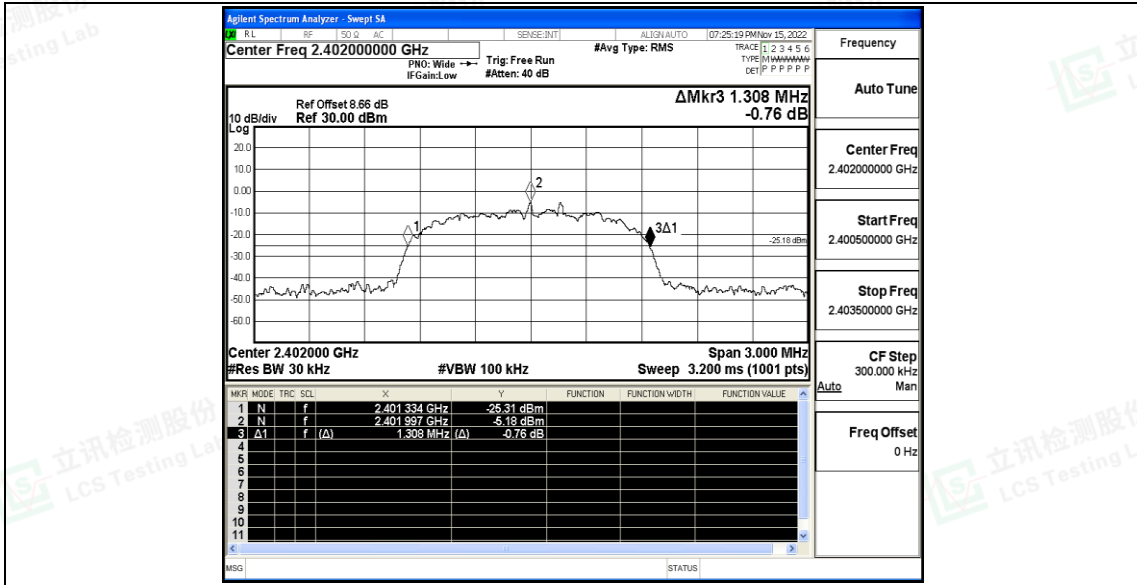 Agilent Spectrum Analyzer - Swept SA
RL RF 50 Ω AC SENSE:INT ALIGNAUTO 07:25:19 PM Nov 15, 2022
Center Freq 2.402000000 GHz #Avg Type: RMS TRACE 1 2 3 4 5 6
PNO: Wide Trig: Free Run TYPE M WWWWW
IFGain:Low #Atten: 40 dB DET P P P P P P
Frequency
Auto Tune
Center Freq
2.402000000 GHz
Start Freq
2.400500000 GHz
Stop Freq
2.403500000 GHz
CF Step
300.000 kHz
Auto Man
Freq Offset
0 Hz
ΔMkr3 1.308 MHz
-0.76 dB
Ref Offset 8.66 dB
10 dB/div Ref 30.00 dBm
Log
20.0
10.0
0.00
-10.0
-20.0
-30.0
-40.0
-50.0
-60.0
1
2
3Δ1
-25.18 dBm
Center 2.402000 GHz Span 3.000 MHz
#Res BW 30 kHz #VBW 100 kHz Sweep 3.200 ms (1001 pts)
MKR MODE TRC SCL X Y FUNCTION FUNCTION WIDTH FUNCTION VALUE
1 N f 2.401 334 GHz -25.31 dBm
2 N f 2.401 997 GHz -5.18 dBm
3 Δ1 f (Δ) 1.308 MHz (Δ) -0.76 dB
4
5
6
7
8
9
10
11
MSG STATUS
立讯检测股份
LCS Testing Lab